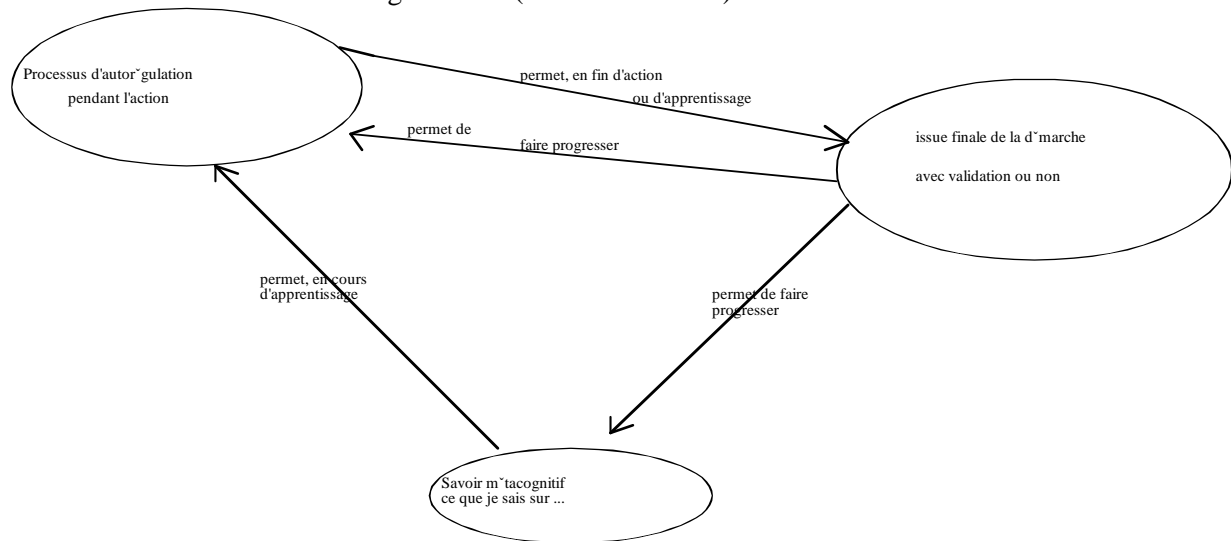 Processus d'autorˇgulation
pendant l'action
permet, en fin d'action
ou d'apprentissage
permet de
faire progresser
issue finale de la dˇmarche
avec validation ou non
permet, en cours
d'apprentissage
permet de faire
progresser
Savoir mˇtacognitif
ce que je sais sur ...